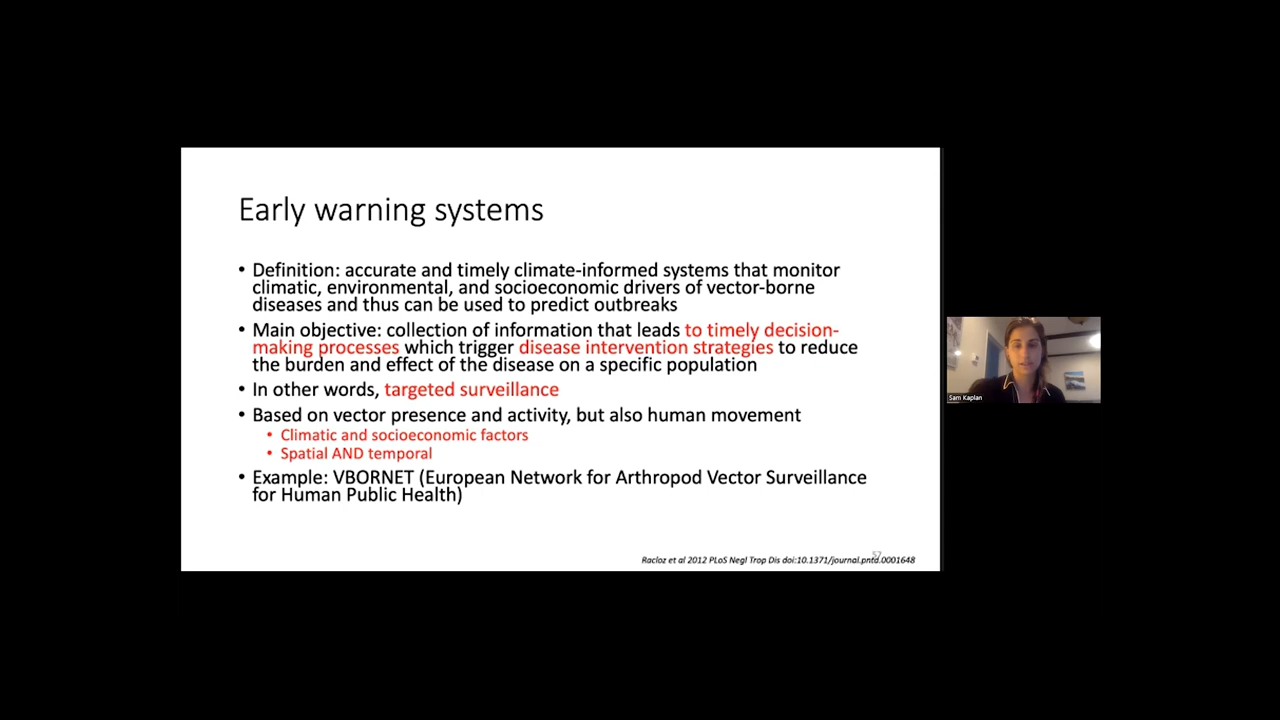 Early warning systems
• Definition: accurate and timely climate-informed systems that monitor
climatic, environmental, and socioeconomic drivers of vector-borne
diseases and thus can be used to predict outbreaks
• Main objective: collection of information that leads to timely decision-
making processes which trigger disease intervention strategies to reduce
the burden and effect of the disease on a specific population
• In other words, targeted surveillance
• Based on vector presence and activity, but also human movement
• Climatic and socioeconomic factors
• Spatial AND temporal
• Example: VBORNET (European Network for Arthropod Vector Surveillance
for Human Public Health)
57
Racloz et al 2012 PLoS Negl Trop Dis doi:10.1371/journal.pntd.0001648
Sam Kaplan